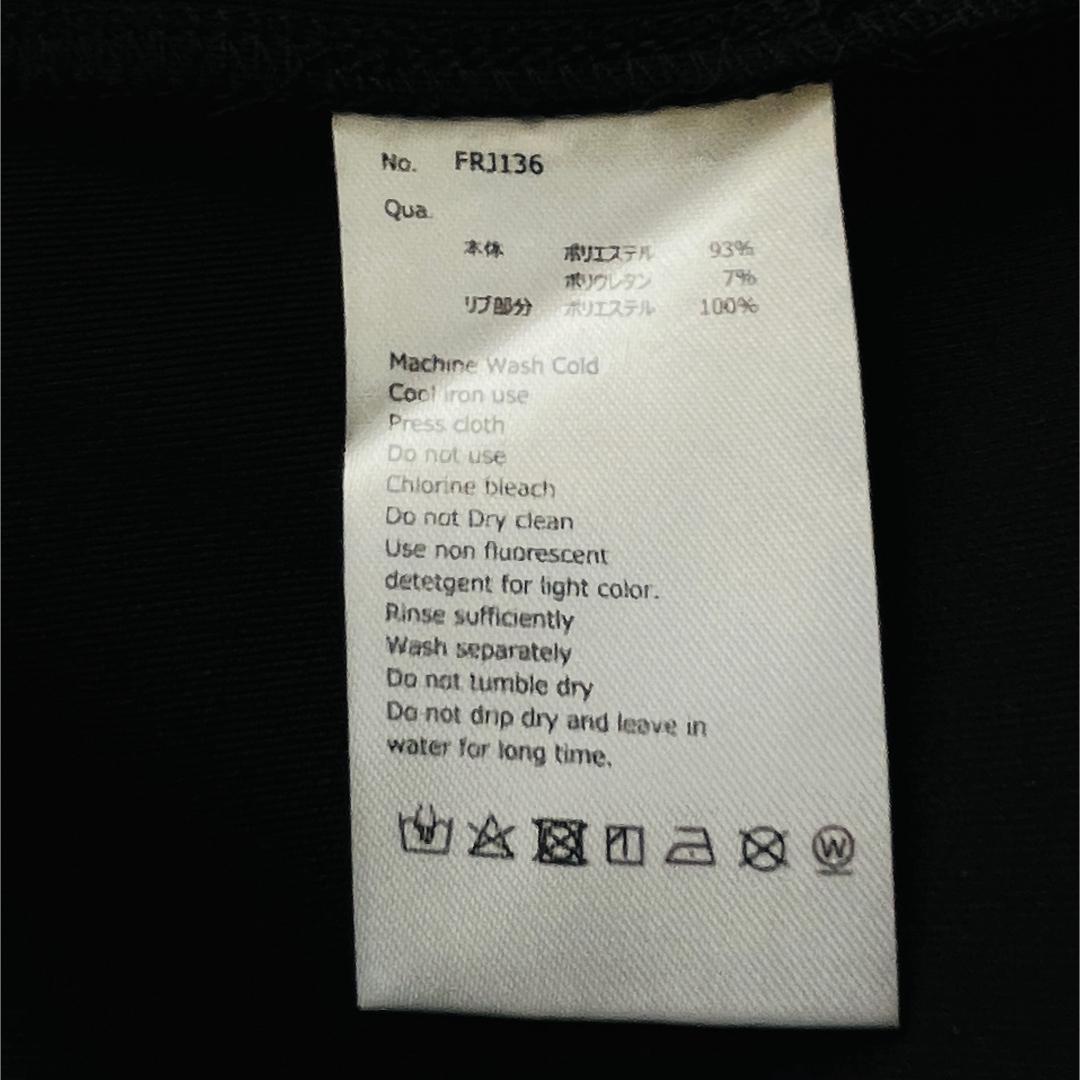 No. FRJ136
Qua.
本体 ポリエステル 93%
ポリウレタン 7%
リブ部分 ポリエステル 100%
Machine Wash Cold
Cool iron use
Press cloth
Do not use
Chlorine bleach
Do not Dry clean
Use non fluorescent
detetgent for light color.
Rinse sufficiently
Wash separately
Do not tumble dry
Do not drip dry and leave in
water for long time.
W